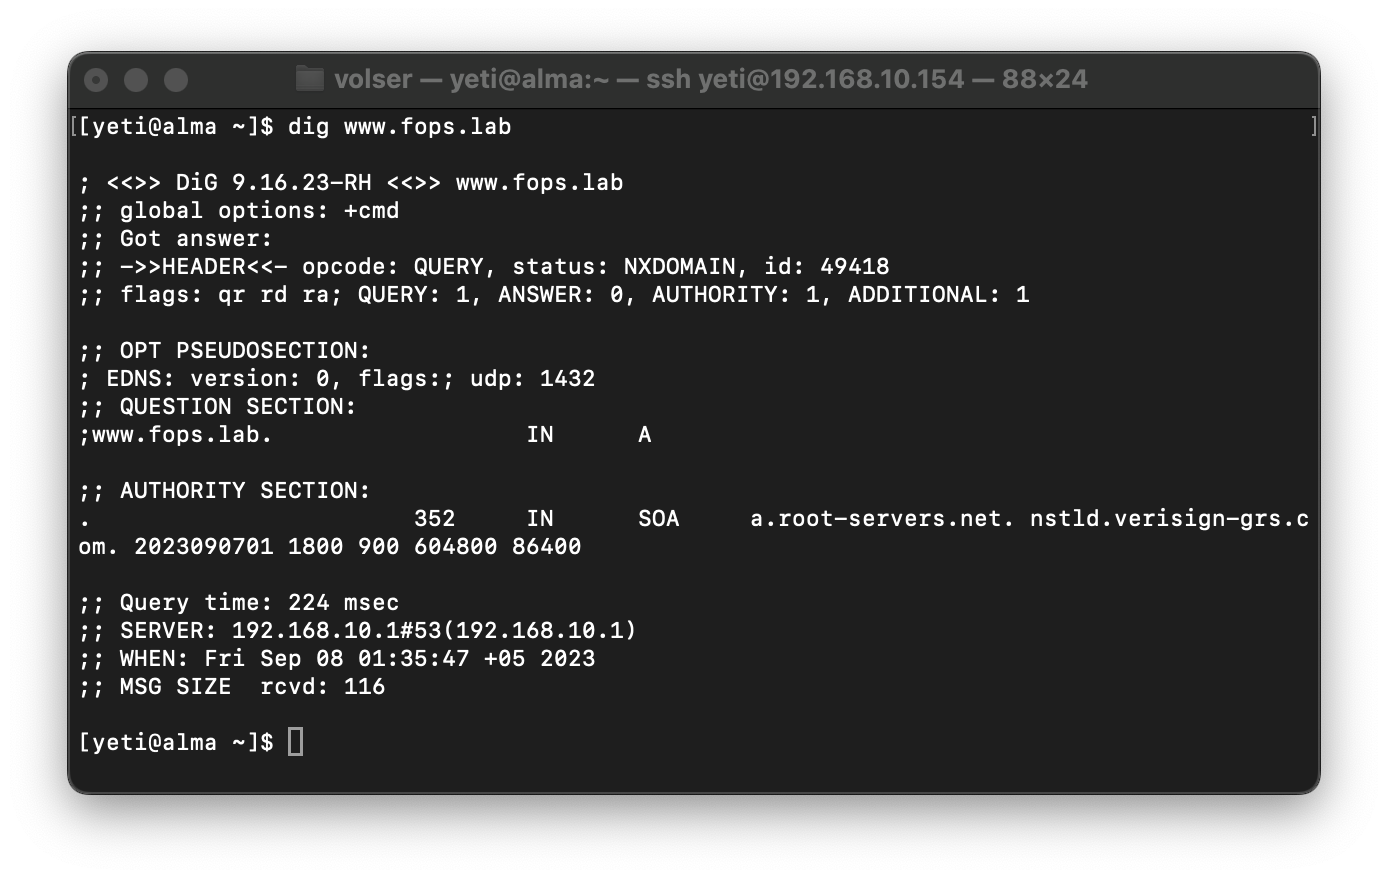 volser — yeti@alma:~ — ssh yeti@192.168.10.154 — 88×24
[[yeti@alma ~]$ dig www.fops.lab ]
; <<>> DiG 9.16.23-RH <<>> www.fops.lab
;; global options: +cmd
;; Got answer:
;; ->>HEADER<<- opcode: QUERY, status: NXDOMAIN, id: 49418
;; flags: qr rd ra; QUERY: 1, ANSWER: 0, AUTHORITY: 1, ADDITIONAL: 1
;; OPT PSEUDOSECTION:
; EDNS: version: 0, flags:; udp: 1432
;; QUESTION SECTION:
;www.fops.lab. IN A
;; AUTHORITY SECTION:
. 352 IN SOA a.root-servers.net. nstld.verisign-grs.c
om. 2023090701 1800 900 604800 86400
;; Query time: 224 msec
;; SERVER: 192.168.10.1#53(192.168.10.1)
;; WHEN: Fri Sep 08 01:35:47 +05 2023
;; MSG SIZE  rcvd: 116
[yeti@alma ~]$